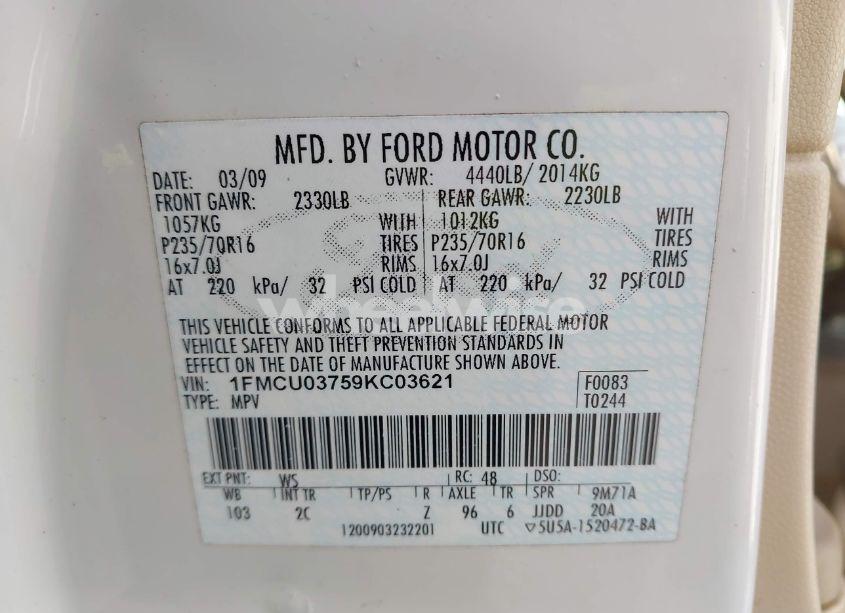 MFD. BY FORD MOTOR CO.
DATE: 03/09 GVWR: 4440LB/ 2014KG
FRONT GAWR: 2330LB REAR GAWR: 2230LB
1057KG WITH 1012KG WITH
P235/70R16 TIRES P235/70R16 TIRES
16x7.0J RIMS 16x7.0J RIMS
AT 220 kPa/ 32 PSI COLD AT 220 kPa/ 32 PSI COLD
THIS VEHICLE CONFORMS TO ALL APPLICABLE FEDERAL MOTOR
VEHICLE SAFETY AND THEFT PREVENTION STANDARDS IN
EFFECT ON THE DATE OF MANUFACTURE SHOWN ABOVE.
VIN: 1FMCU03759KC03621 F0083
TYPE: MPV T0244
EXT PNT: WS RC: 48 DSO:
WB INT TR TP/PS R AXLE TR SPR 9M71A
103 2C Z 96 6 JJDD 20A
1200903232201 UTC ▽5U5A-1520472-BA